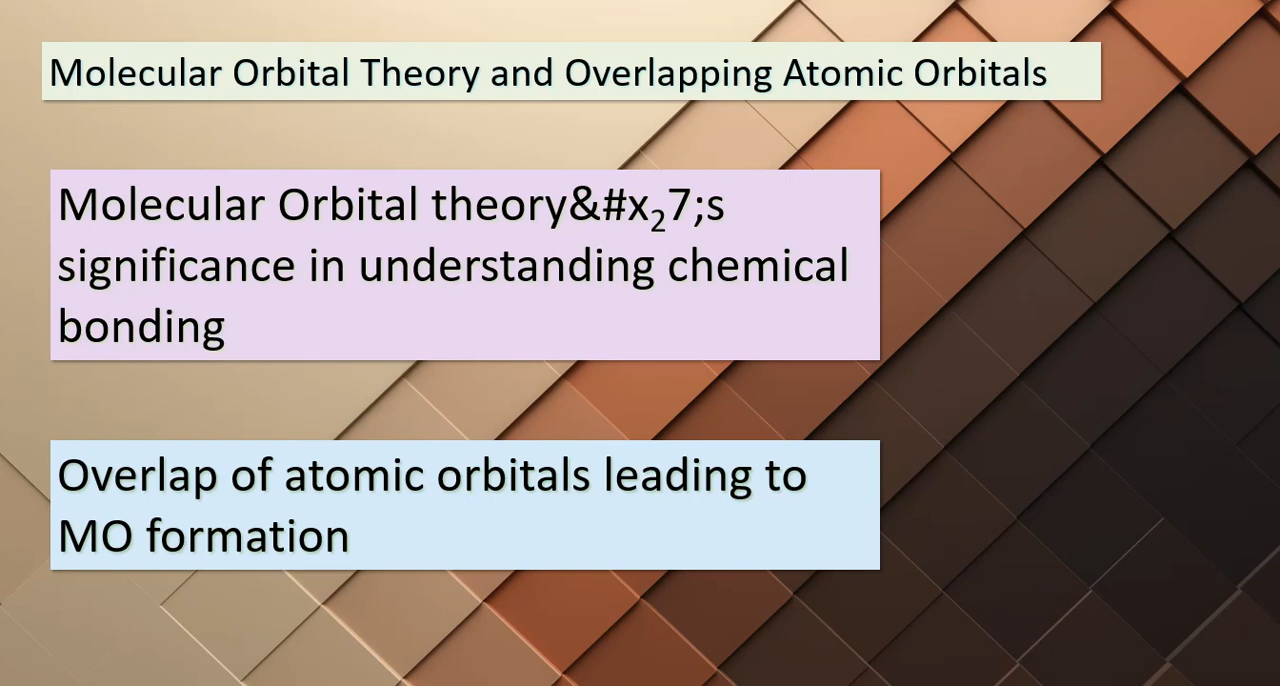 Molecular Orbital Theory and Overlapping Atomic Orbitals
Molecular Orbital theory&#x₂7;s
significance in understanding chemical
bonding
Overlap of atomic orbitals leading to
MO formation